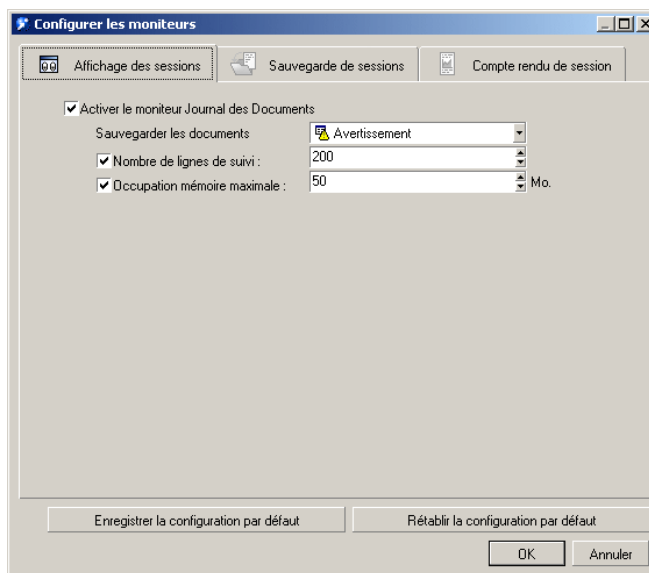 Configurer les moniteurs
Affichage des sessions
Sauvegarde de sessions
Compte rendu de session
Activer le moniteur Journal des Documents
Sauvegarder les documents
Avertissement
Nombre de lignes de suivi :
200
Occupation mémoire maximale :
50
Mo.
Enregistrer la configuration par défaut
Rétablir la configuration par défaut
OK
Annuler